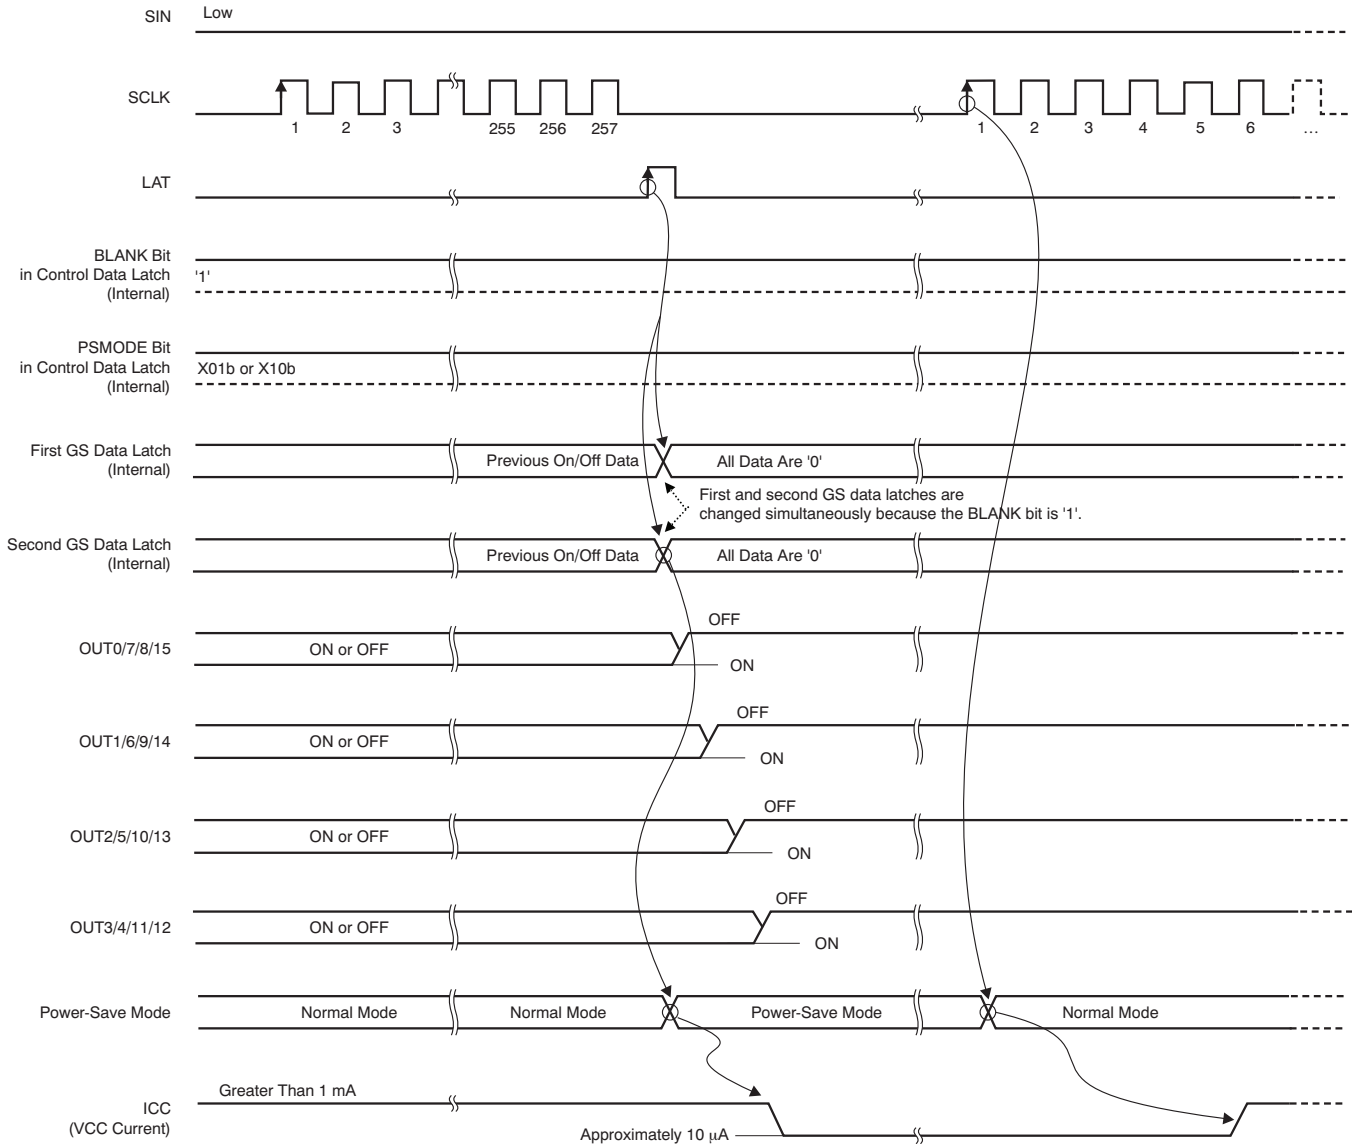 SIN
Low
SCLK
1 2 3 255 256 257 1 2 3 4 5 6 ...
LAT
BLANK Bit
in Control Data Latch
(Internal)
'1'
PSMODE Bit
in Control Data Latch
(Internal)
X01b or X10b
First GS Data Latch
(Internal)
Previous On/Off Data
All Data Are '0'
First and second GS data latches are
changed simultaneously because the BLANK bit is '1'.
Second GS Data Latch
(Internal)
Previous On/Off Data
All Data Are '0'
OUT0/7/8/15
ON or OFF
OFF
ON
OUT1/6/9/14
ON or OFF
OFF
ON
OUT2/5/10/13
ON or OFF
OFF
ON
OUT3/4/11/12
ON or OFF
OFF
ON
Power-Save Mode
Normal Mode
Normal Mode
Power-Save Mode
Normal Mode
ICC
(VCC Current)
Greater Than 1 mA
Approximately 10 μA